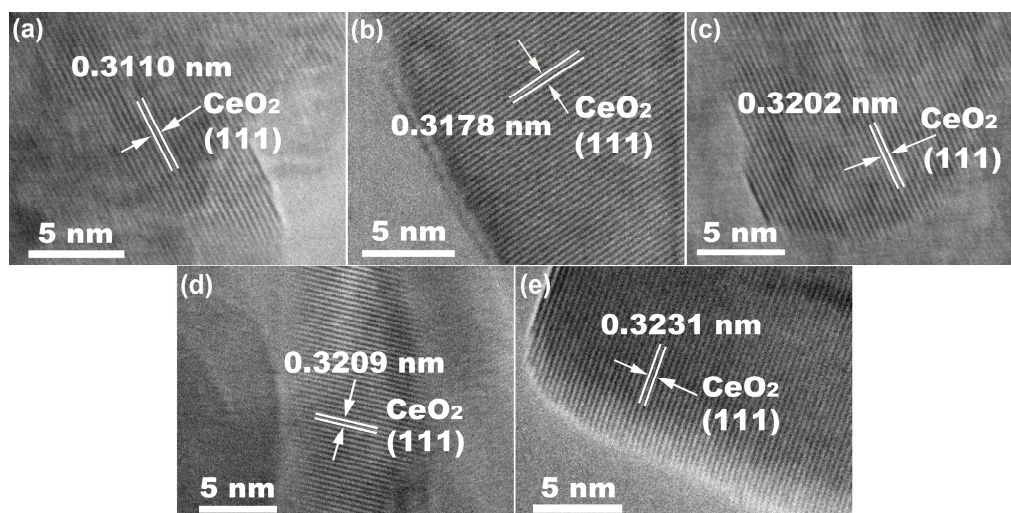 (a)
0.3110 nm
CeO₂
(111)
5 nm
(b)
0.3178 nm
CeO₂
(111)
5 nm
(c)
0.3202 nm
CeO₂
(111)
5 nm
(d)
0.3209 nm
CeO₂
(111)
5 nm
(e)
0.3231 nm
CeO₂
(111)
5 nm